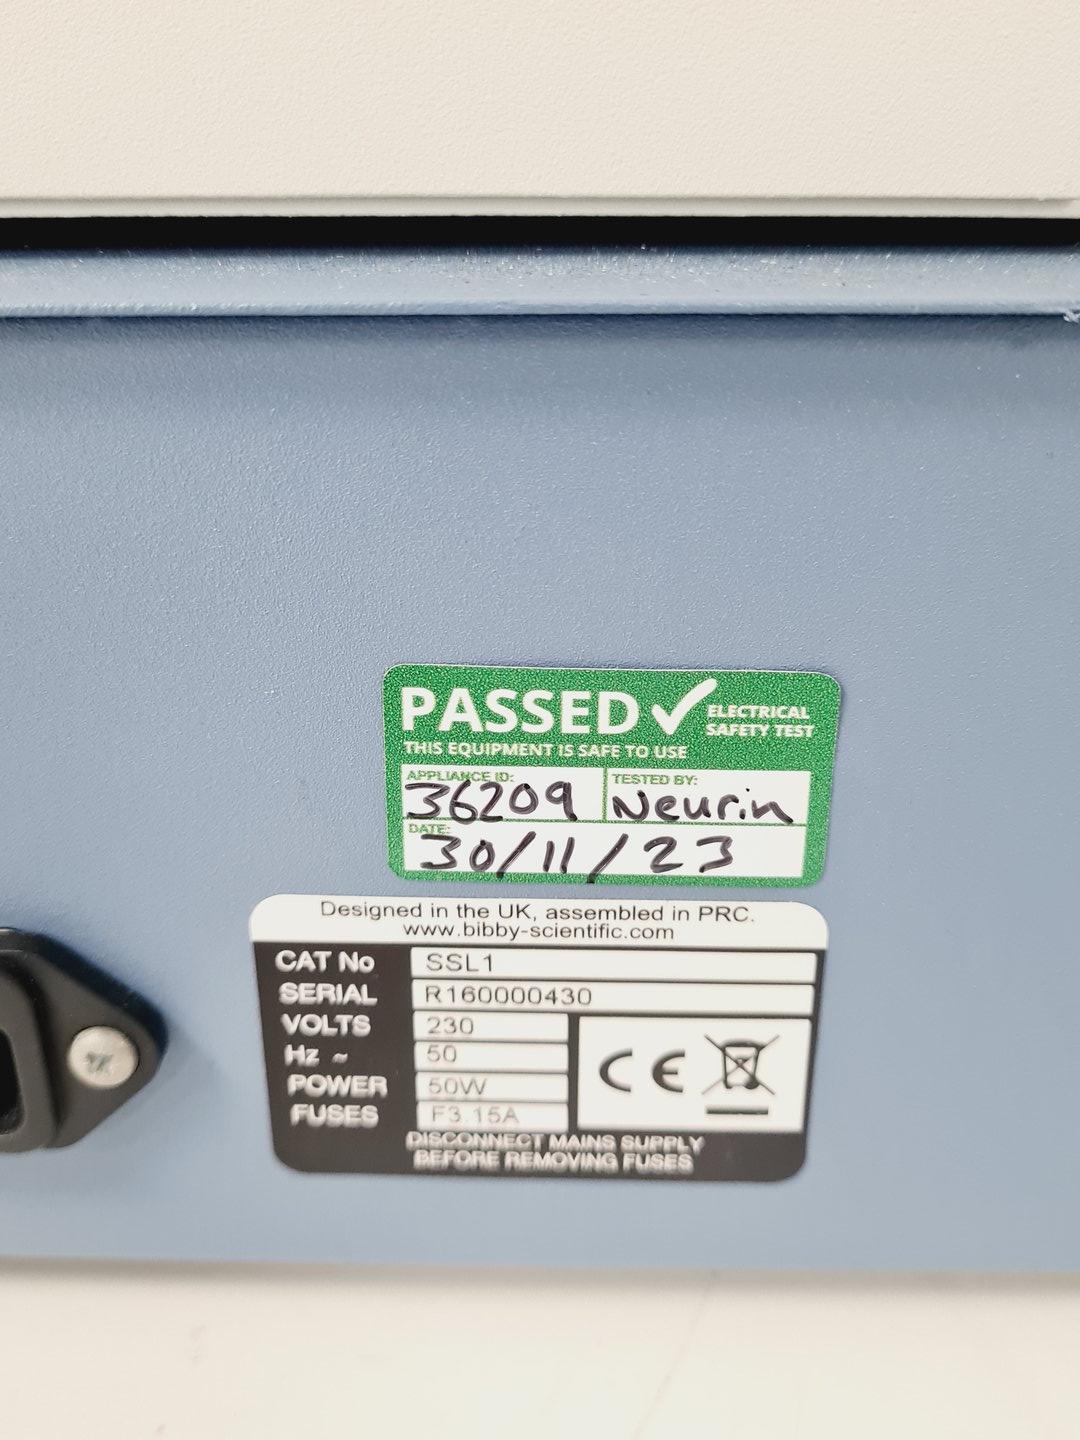 PASSED ✓ ELECTRICAL
SAFETY TEST
THIS EQUIPMENT IS SAFE TO USE
APPLIANCE ID: TESTED BY:
36209 Neurin
DATE:
30/11/23
Designed in the UK, assembled in PRC.
www.bibby-scientific.com
CAT No SSL1
SERIAL R160000430
VOLTS 230
Hz ~ 50
POWER 50W
FUSES F3.15A
CE
DISCONNECT MAINS SUPPLY
BEFORE REMOVING FUSES